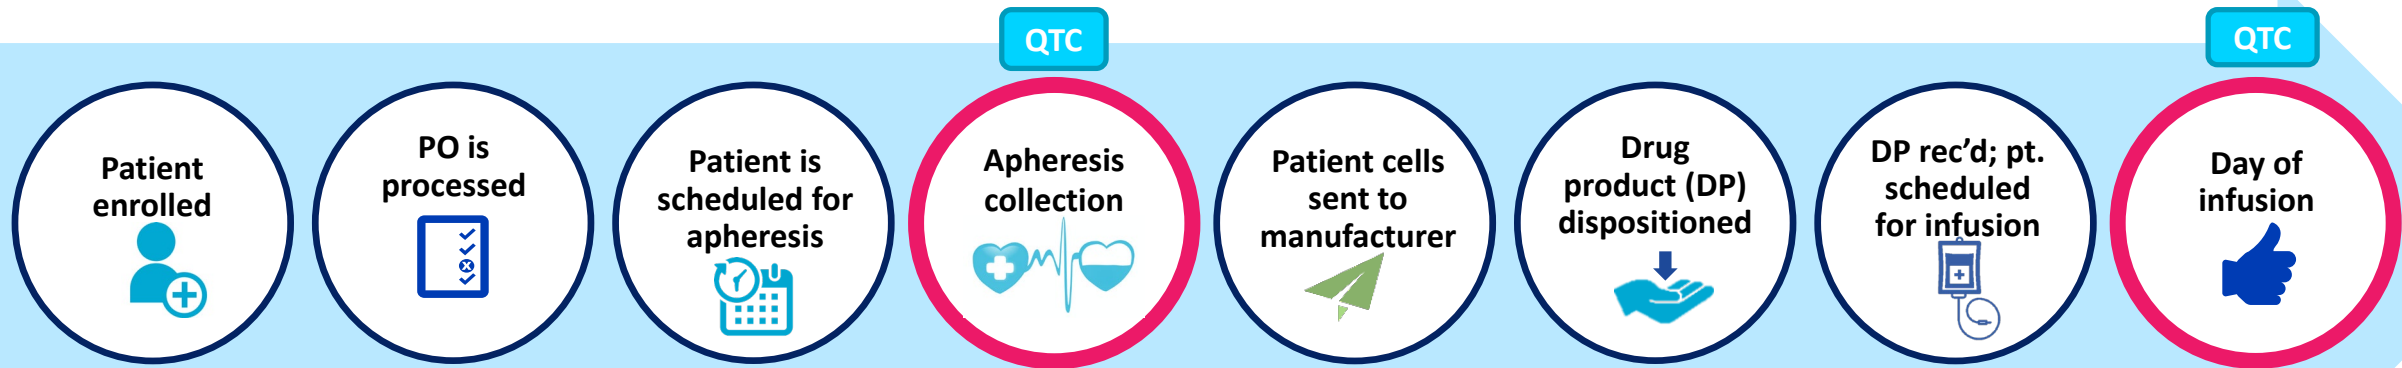 QTC
QTC
Patient
enrolled
PO is
processed
Patient is
scheduled for
apheresis
Apheresis
collection
Patient cells
sent to
manufacturer
Drug
product (DP)
dispositioned
DP rec’d; pt.
scheduled
for infusion
Day of
infusion